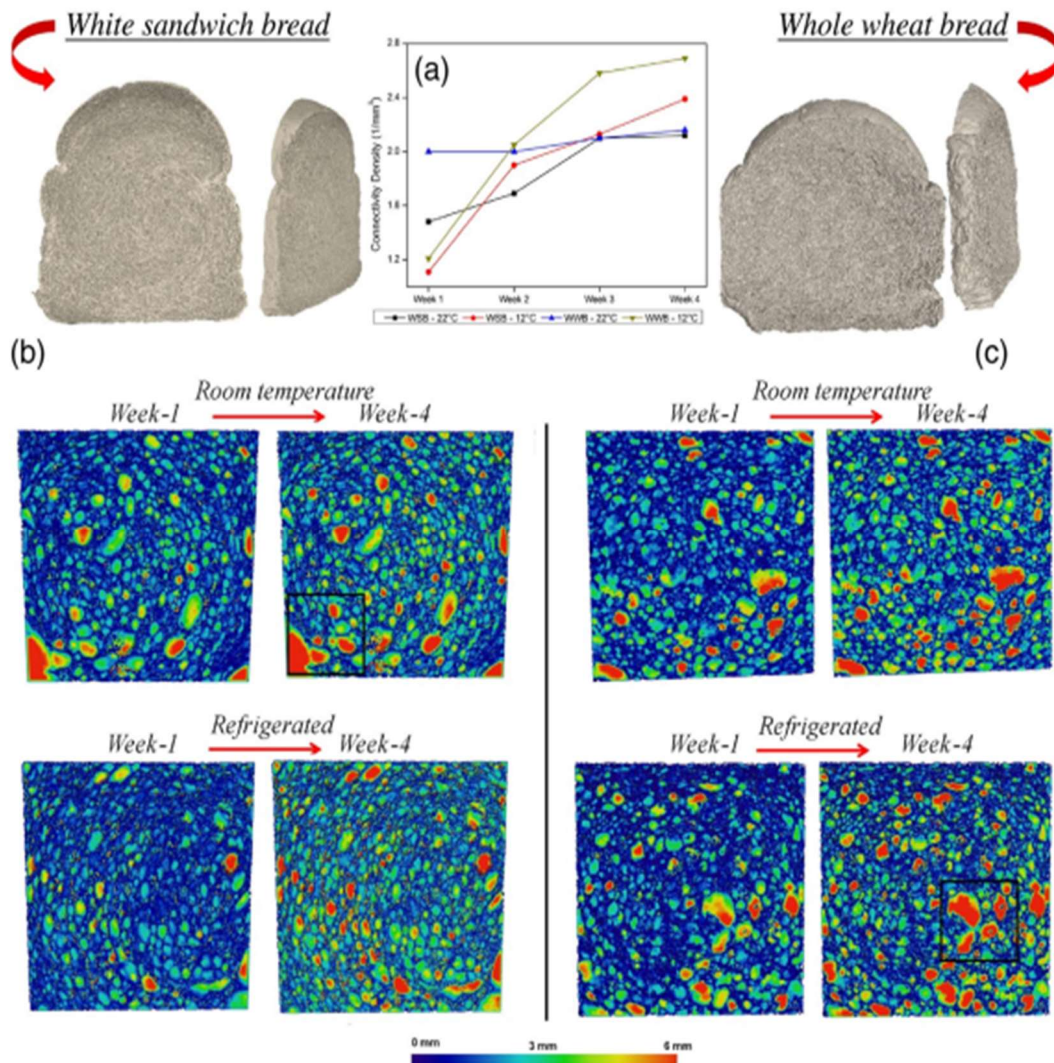 White sandwich bread
Whole wheat bread
(a)
Connectivity Density (1/mm³)
2.8
2.4
2.0
1.6
1.2
Week 1 Week 2 Week 3 Week 4
WSB - 22°C WSB - 12°C WWB - 22°C WWB - 12°C
(b)
Room temperature
Week-1 Week-4
Refrigerated
Week-1 Week-4
(c)
Room temperature
Week-1 Week-4
Refrigerated
Week-1 Week-4
0 mm 3 mm 6 mm